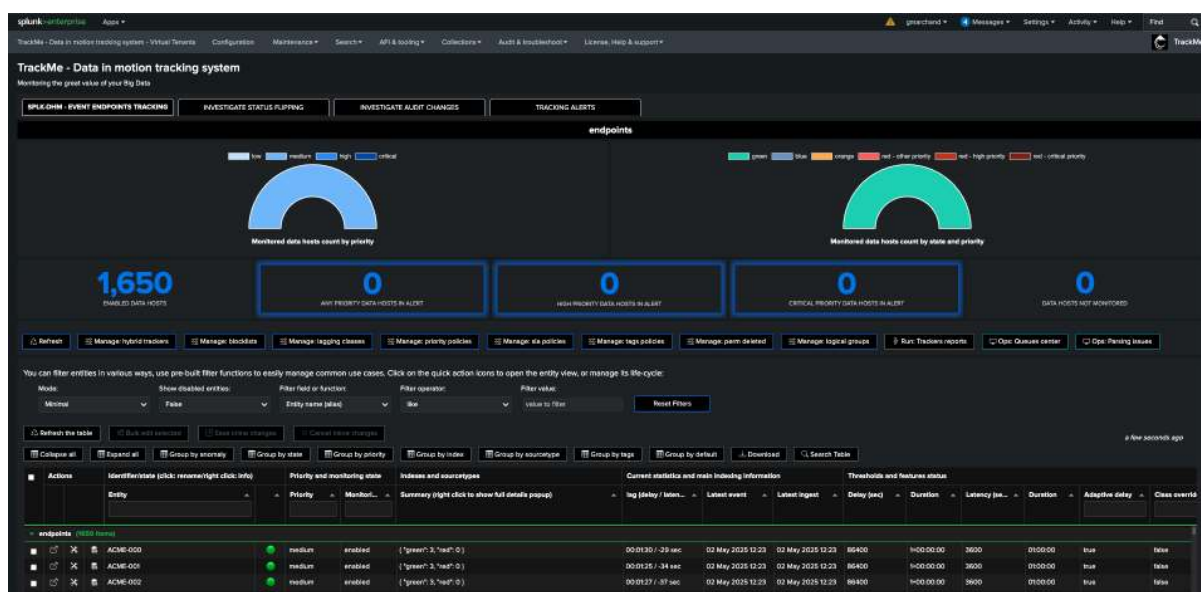 splunk>enterprise Apps
gmarchand 4 Messages Settings Activity Help Find
TrackMe - Data in motion tracking system - Virtual Tenants Configuration Maintenance Search API & tooling Collections Audit & troubleshoot License, Help & support TrackMe
TrackMe - Data in motion tracking system
Monitoring the great value of your Big Data
SPLK-DHM - EVENT ENDPOINTS TRACKING INVESTIGATE STATUS FLIPPING INVESTIGATE AUDIT CHANGES TRACKING ALERTS
endpoints
low medium high critical
green blue orange red - other priority red - high priority red - critical priority
Monitored data hosts count by priority
Monitored data hosts count by state and priority
1,650 0 0 0 0
ENABLED DATA HOSTS ANY PRIORITY DATA HOSTS IN ALERT HIGH PRIORITY DATA HOSTS IN ALERT CRITICAL PRIORITY DATA HOSTS IN ALERT DATA HOSTS NOT MONITORED
Refresh Manage: hybrid trackers Manage: blocklists Manage: lagging classes Manage: priority policies Manage: sla policies Manage: tags policies Manage: perm deleted Manage: logical groups Run: Trackers reports Ops: Queues center Ops: Parsing issues
You can filter entities in various ways, use pre-built filter functions to easily manage common use cases. Click on the quick action icons to open the entity view, or manage its life-cycle:
Mode: Show disabled entities: Filter field or function: Filter operator: Filter value:
Minimal False Entity name (alias) like value to filter Reset Filters
Refresh the table Bulk edit selected Save inline changes Cancel inline changes
a few seconds ago
Collapse all Expand all Group by anomaly Group by state Group by priority Group by index Group by sourcetype Group by tags Group by default Download Search Table
Actions Identifier/state (click: rename/right click: info) Priority and monitoring state Indexes and sourcetypes Current statistics and main indexing information Thresholds and features status
Entity Priority Monitori... Summary (right click to show full details popup) lag (delay / laten... Latest event Latest ingest Delay (sec) Duration Latency (se... Duration Adaptive delay Class overrid
endpoints (1650 items)
ACME-000 medium enabled { "green": 3, "red": 0 } 00:01:30 / -29 sec 02 May 2025 12:23 02 May 2025 12:23 86400 1+00:00:00 3600 01:00:00 true false
ACME-001 medium enabled { "green": 3, "red": 0 } 00:01:25 / -34 sec 02 May 2025 12:23 02 May 2025 12:23 86400 1+00:00:00 3600 01:00:00 true false
ACME-002 medium enabled { "green": 3, "red": 0 } 00:01:27 / -37 sec 02 May 2025 12:23 02 May 2025 12:23 86400 1+00:00:00 3600 01:00:00 true false